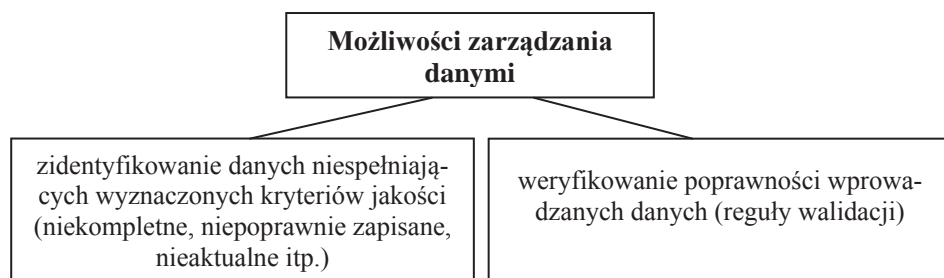 Możliwości zarządzania
danymi
zidentyfikowanie danych niespełniają-
cych wyznaczonych kryteriów jakości
(niekompletne, niepoprawnie zapisane,
nieaktualne itp.)
weryfikowanie poprawności wprowa-
dzanych danych (reguły walidacji)